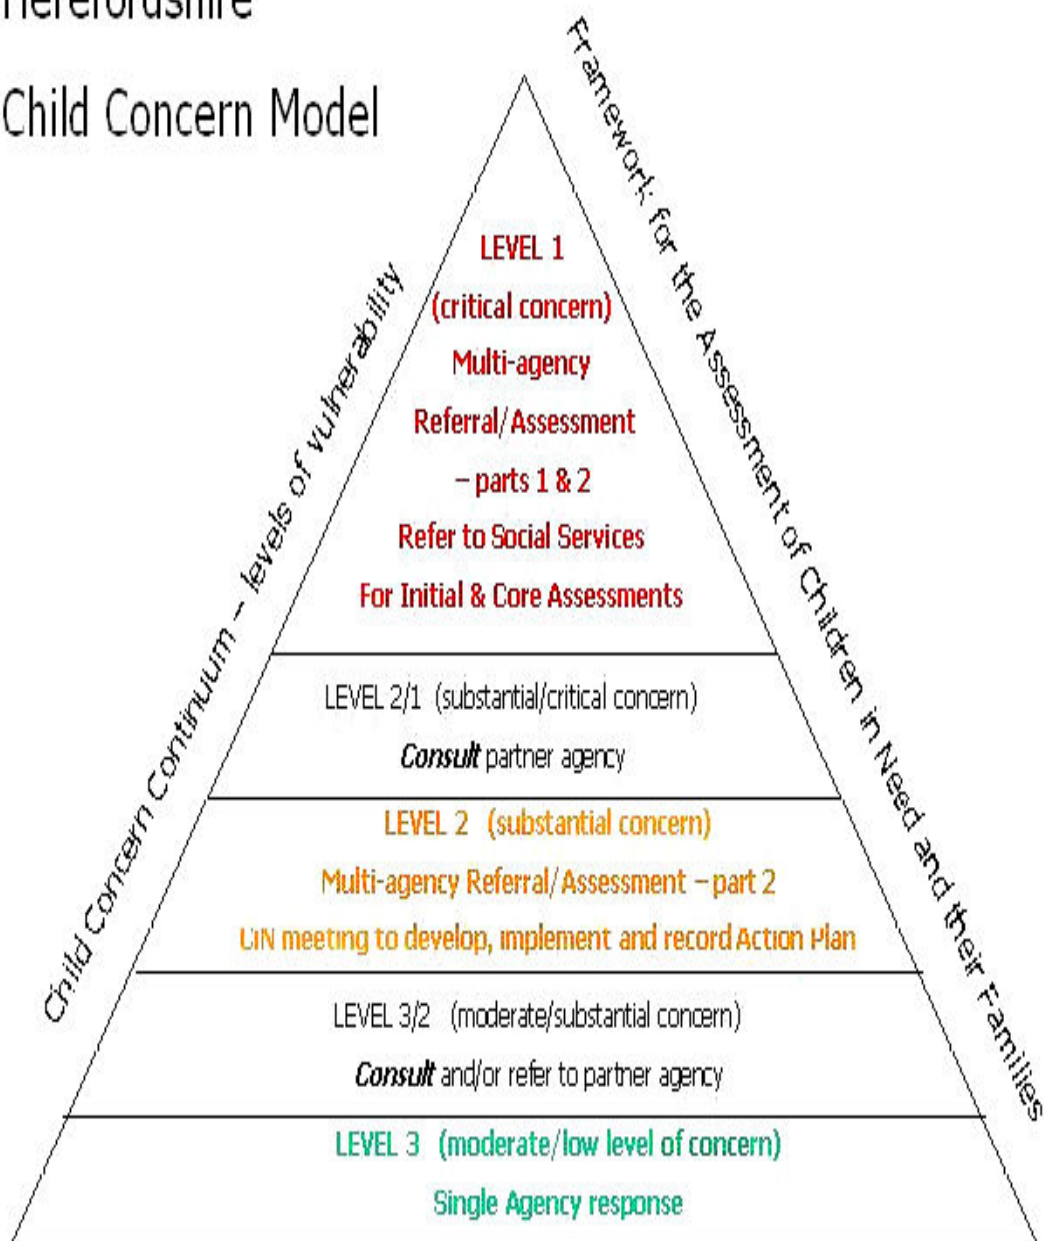 Herefordshire
Child Concern Model
Framework for the Assessment of Children in Need and their Families
Child Concern Continuum – levels of vulnerability
LEVEL 1
(critical concern)
Multi-agency
Referral/Assessment
– parts 1 & 2
Refer to Social Services
For Initial & Core Assessments
LEVEL 2/1 (substantial/critical concern)
Consult partner agency
LEVEL 2 (substantial concern)
Multi-agency Referral/Assessment – part 2
CiN meeting to develop, implement and record Action Plan
LEVEL 3/2 (moderate/substantial concern)
Consult and/or refer to partner agency
LEVEL 3 (moderate/low level of concern)
Single Agency response